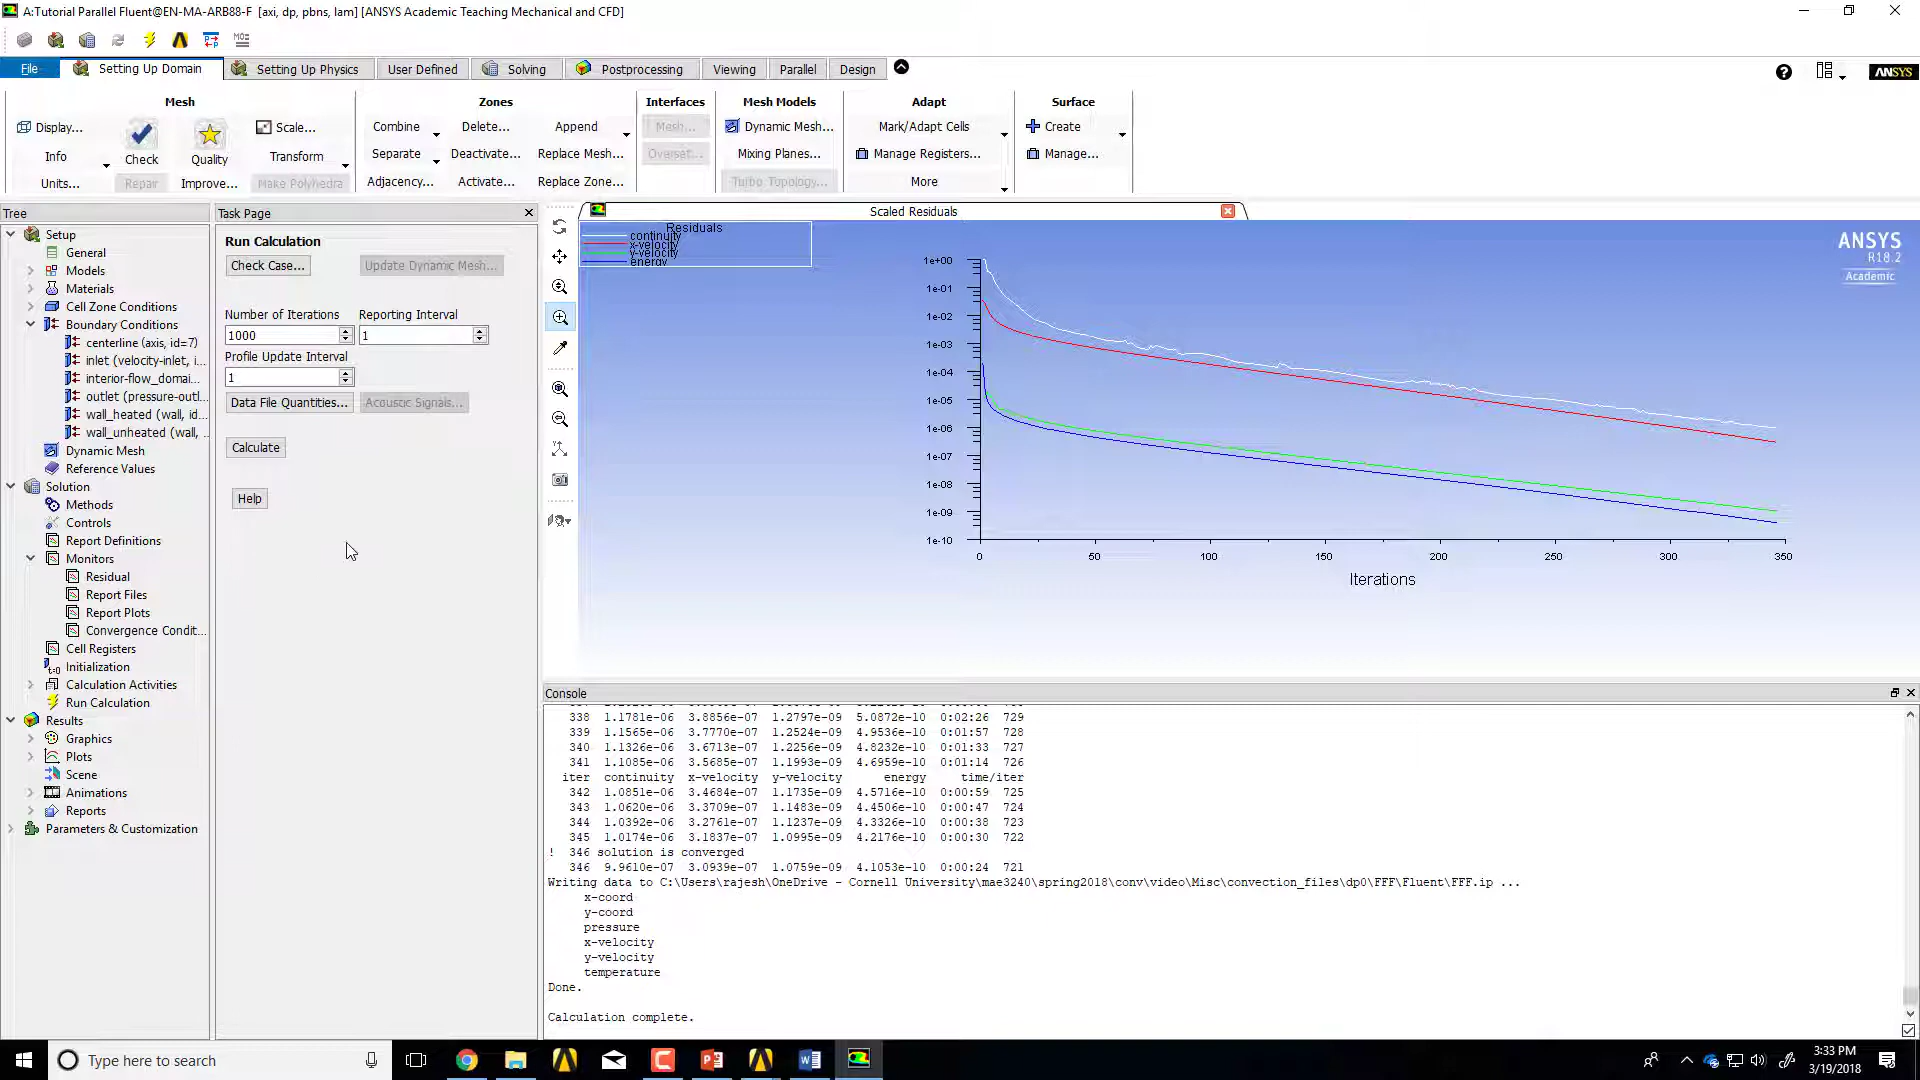 A:Tutorial Parallel Fluent@EN-MA-ARB88-F [axi, dp, pbns, lam] [ANSYS Academic Teaching Mechanical and CFD]
File Setting Up Domain Setting Up Physics User Defined Solving Postprocessing Viewing Parallel Design
ANSYS
Mesh Zones Interfaces Mesh Models Adapt Surface
Display... Scale... Combine Delete... Append Mesh... Dynamic Mesh... Mark/Adapt Cells Create
Info Check Quality Transform Separate Deactivate... Replace Mesh... Overset... Mixing Planes... Manage Registers... Manage...
Units... Repair Improve... Make Polyhedra Adjacency... Activate... Replace Zone... Turbo Topology... More
Tree
Setup
General
Models
Materials
Cell Zone Conditions
Boundary Conditions
centerline (axis, id=7)
inlet (velocity-inlet, i...
interior-flow_domai...
outlet (pressure-outl...
wall_heated (wall, id...
wall_unheated (wall, ...
Dynamic Mesh
Reference Values
Solution
Methods
Controls
Report Definitions
Monitors
Residual
Report Files
Report Plots
Convergence Condit...
Cell Registers
Initialization
Calculation Activities
Run Calculation
Results
Graphics
Plots
Scene
Animations
Reports
Parameters & Customization
Task Page
Run Calculation
Check Case... Update Dynamic Mesh...
Number of Iterations Reporting Interval
1000 1
Profile Update Interval
1
Data File Quantities... Acoustic Signals...
Calculate
Help
Scaled Residuals
Residuals
continuity
x-velocity
y-velocity
energy
ANSYS
R18.2
Academic
1e+00
1e-01
1e-02
1e-03
1e-04
1e-05
1e-06
1e-07
1e-08
1e-09
1e-10
0 50 100 150 200 250 300 350
Iterations
Console
338 1.1781e-06 3.8856e-07 1.2797e-09 5.0872e-10 0:02:26 729
339 1.1565e-06 3.7770e-07 1.2524e-09 4.9536e-10 0:01:57 728
340 1.1326e-06 3.6713e-07 1.2256e-09 4.8232e-10 0:01:33 727
341 1.1085e-06 3.5685e-07 1.1993e-09 4.6959e-10 0:01:14 726
iter continuity x-velocity y-velocity energy time/iter
342 1.0851e-06 3.4684e-07 1.1735e-09 4.5716e-10 0:00:59 725
343 1.0620e-06 3.3709e-07 1.1483e-09 4.4506e-10 0:00:47 724
344 1.0392e-06 3.2761e-07 1.1237e-09 4.3326e-10 0:00:38 723
345 1.0174e-06 3.1837e-07 1.0995e-09 4.2176e-10 0:00:30 722
! 346 solution is converged
346 9.9610e-07 3.0939e-07 1.0759e-09 4.1053e-10 0:00:24 721
Writing data to C:\Users\rajesh\OneDrive - Cornell University\mae3240\spring2018\conv\video\Misc\convection_files\dp0\FFF\Fluent\FFF.ip ...
x-coord
y-coord
pressure
x-velocity
y-velocity
temperature
Done.
Calculation complete.
Type here to search
3:33 PM
3/19/2018